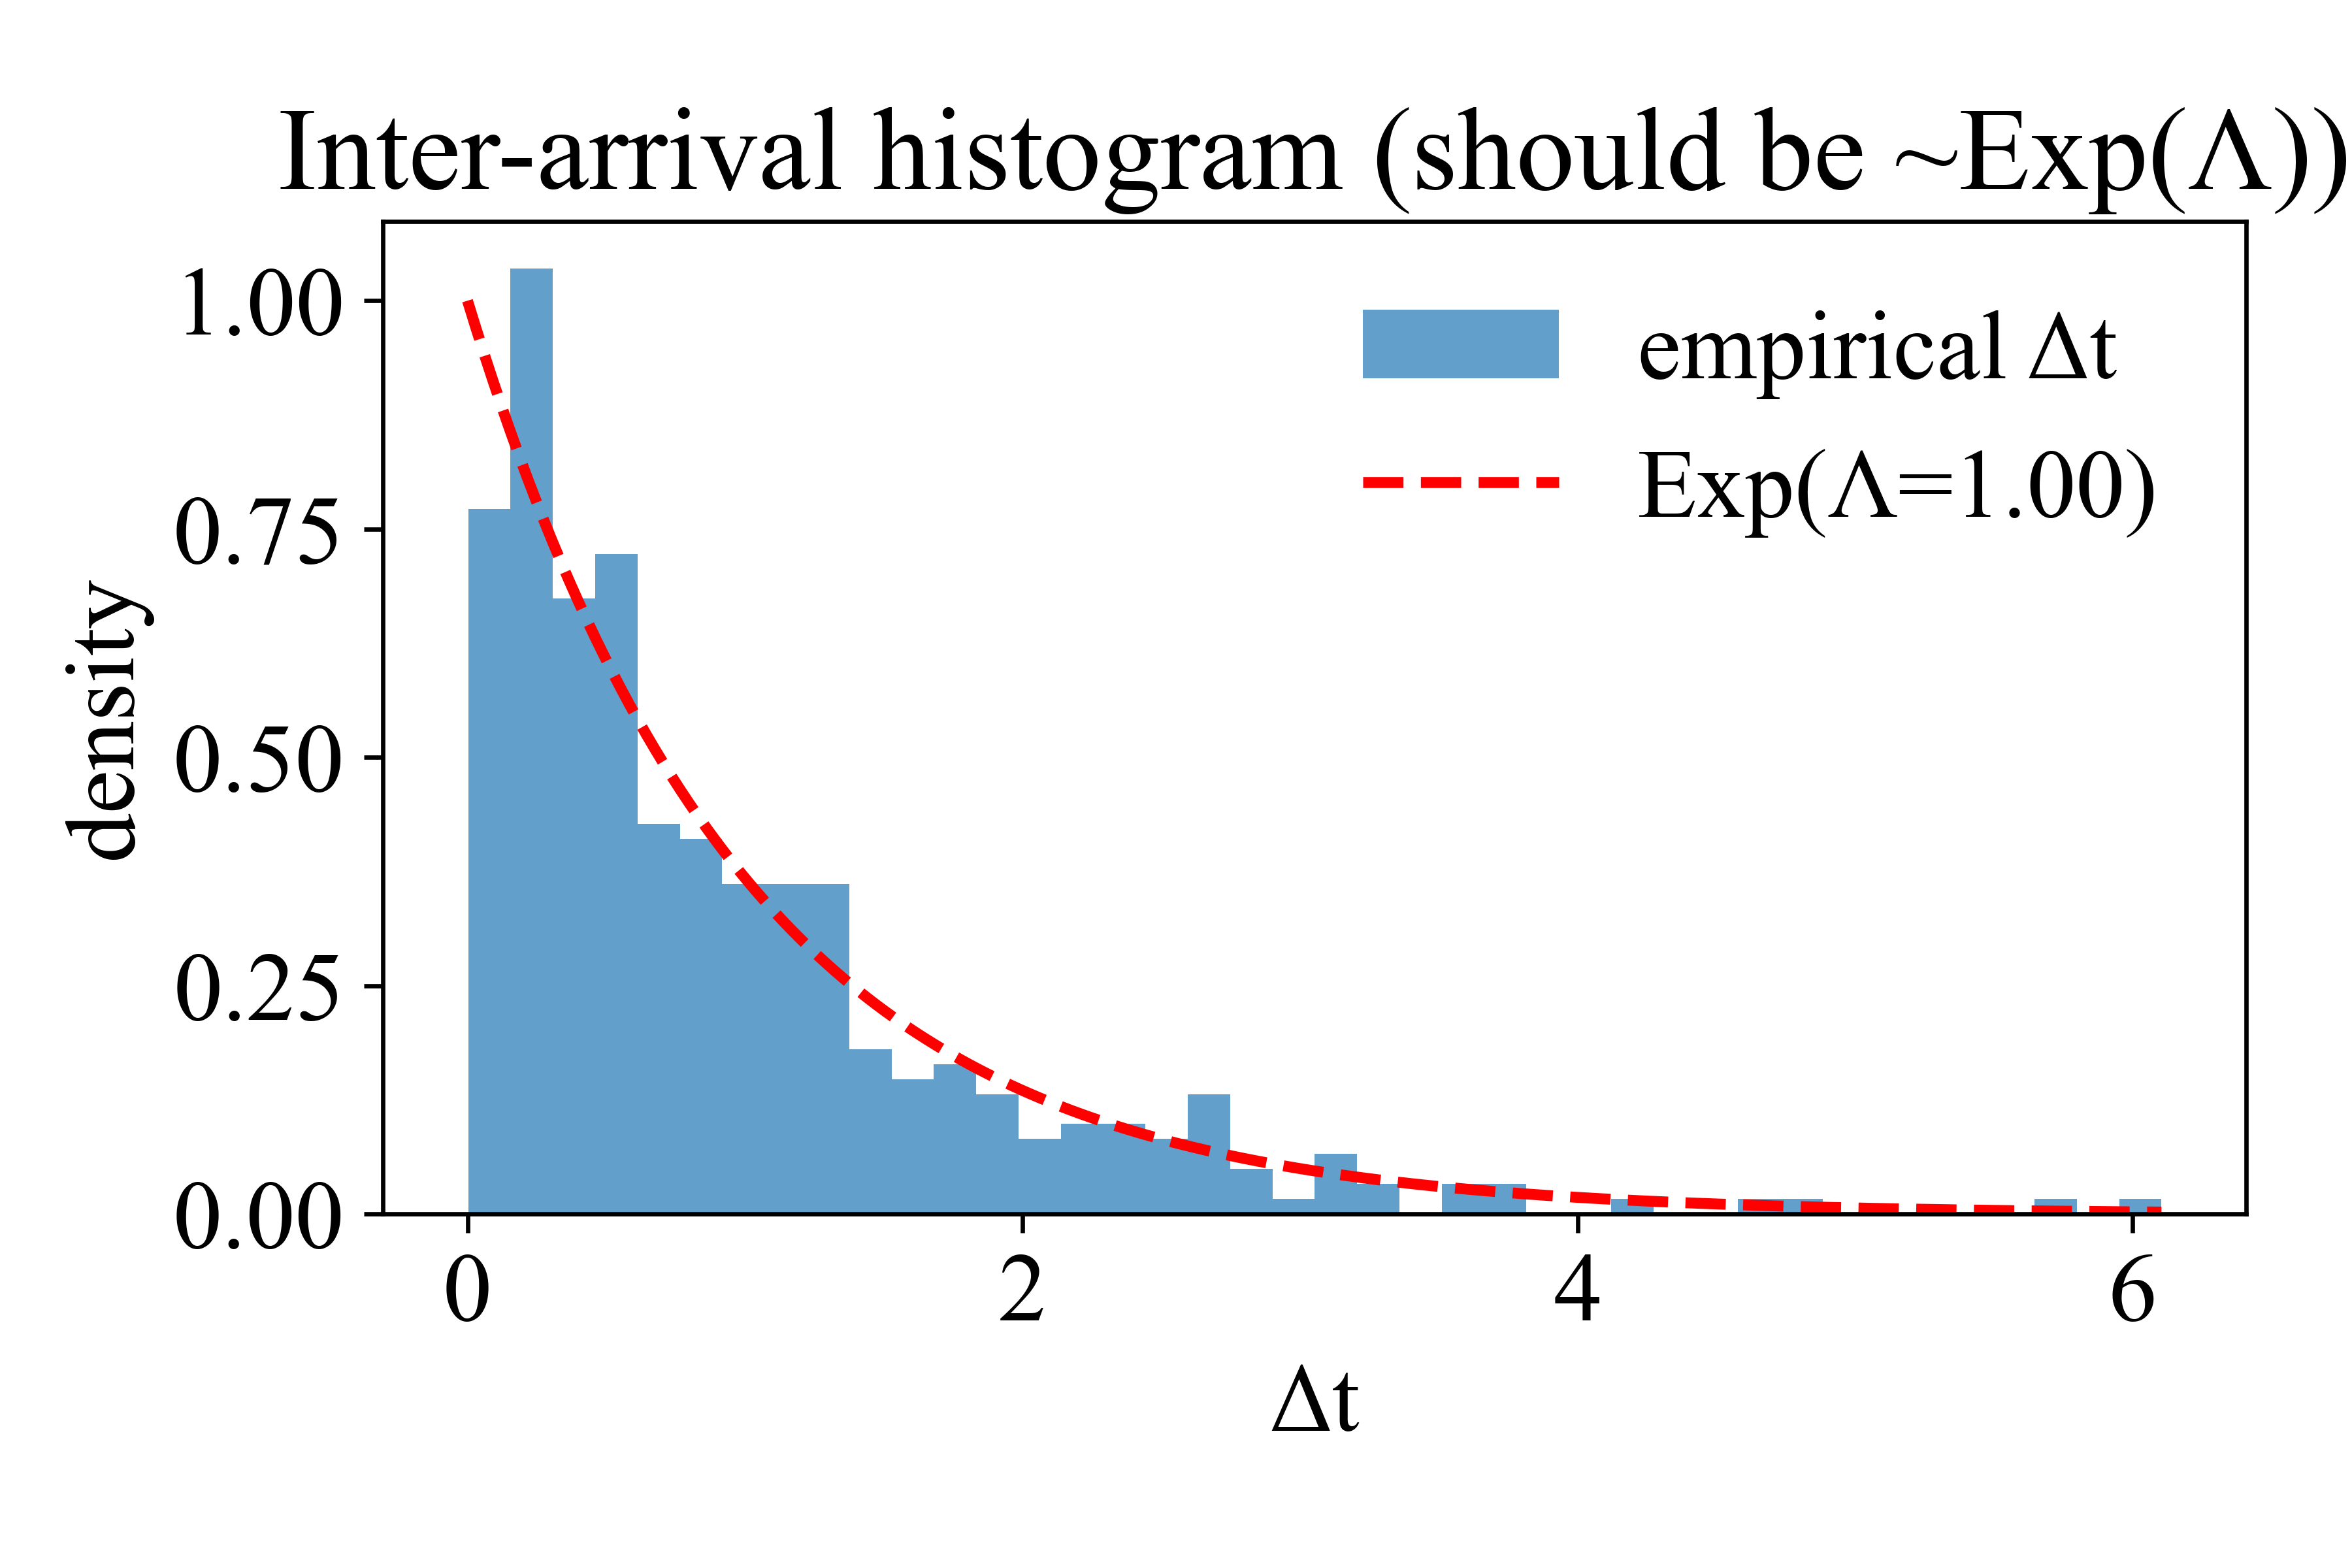 Inter-arrival histogram (should be ~Exp(Λ))
empirical Δt
Exp(Λ=1.00)
density
1.00
0.75
0.50
0.25
0.00
0 2 4 6
Δt